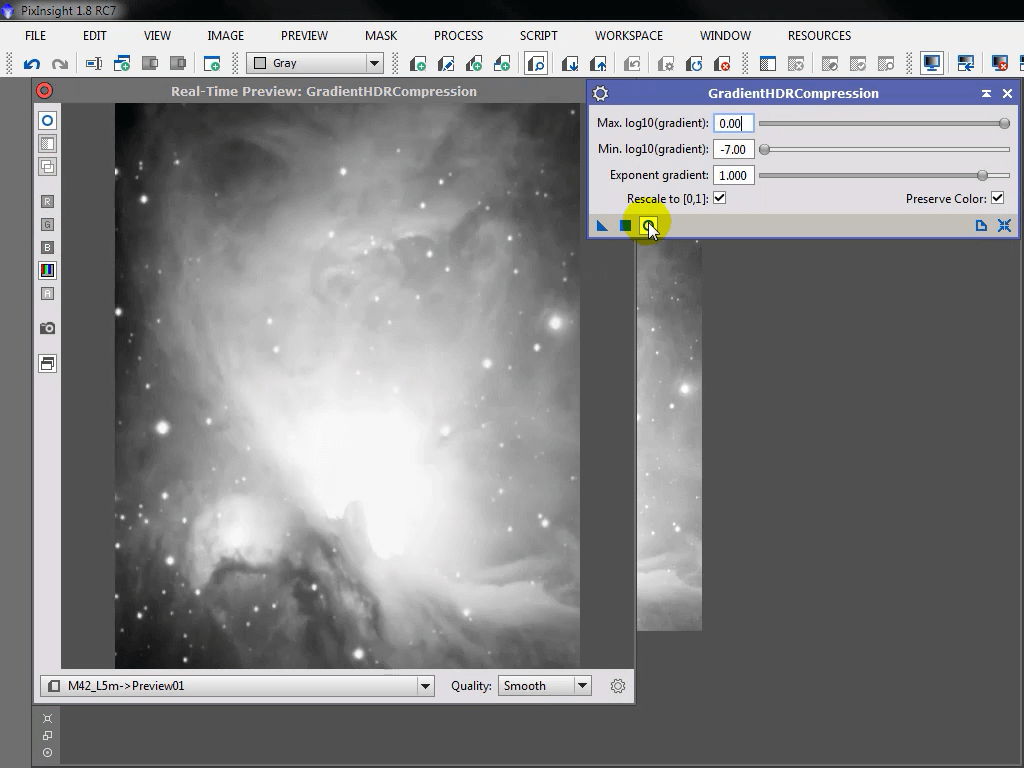 PixInsight 1.8 RC7
FILE EDIT VIEW IMAGE PREVIEW MASK PROCESS SCRIPT WORKSPACE WINDOW RESOURCES
Gray
Real-Time Preview: GradientHDRCompression
R
G
B
A
M42_L5m->Preview01 Quality: Smooth
GradientHDRCompression
Max. log10(gradient): 0.00
Min. log10(gradient): -7.00
Exponent gradient: 1.000
Rescale to [0,1]: Preserve Color: